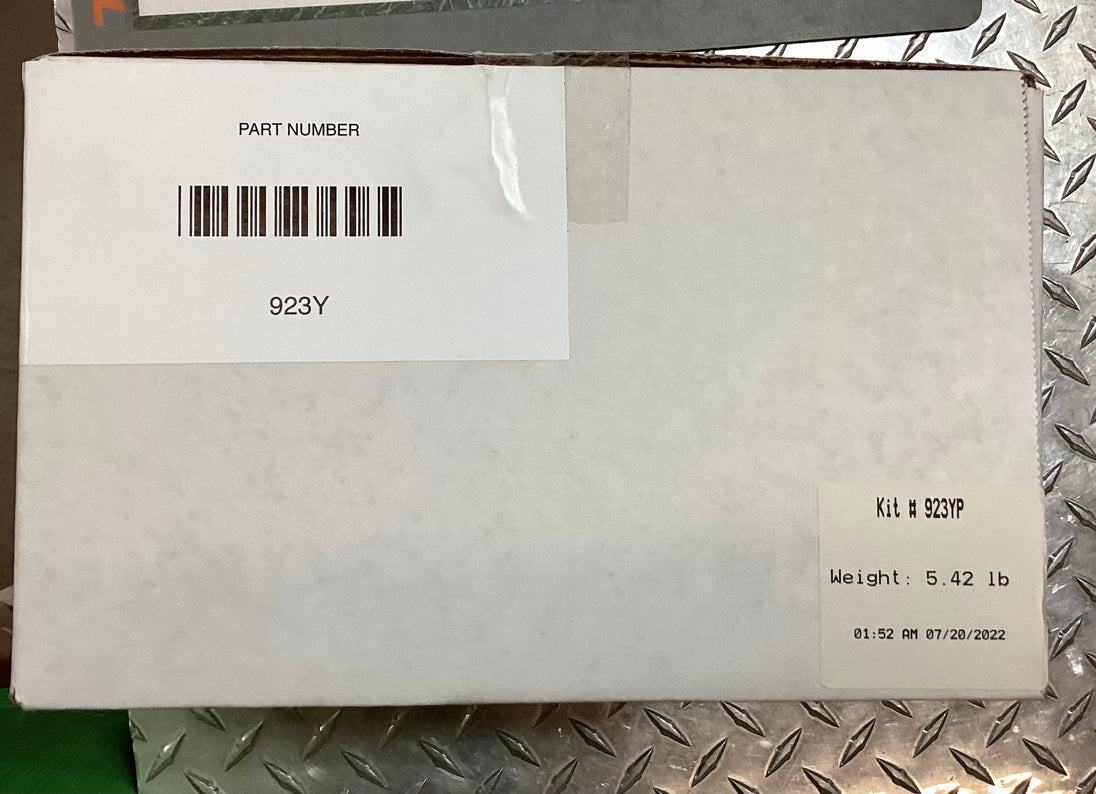 PART NUMBER
923Y
Kit # 923YP
Weight: 5.42 lb
01:52 AM 07/20/2022